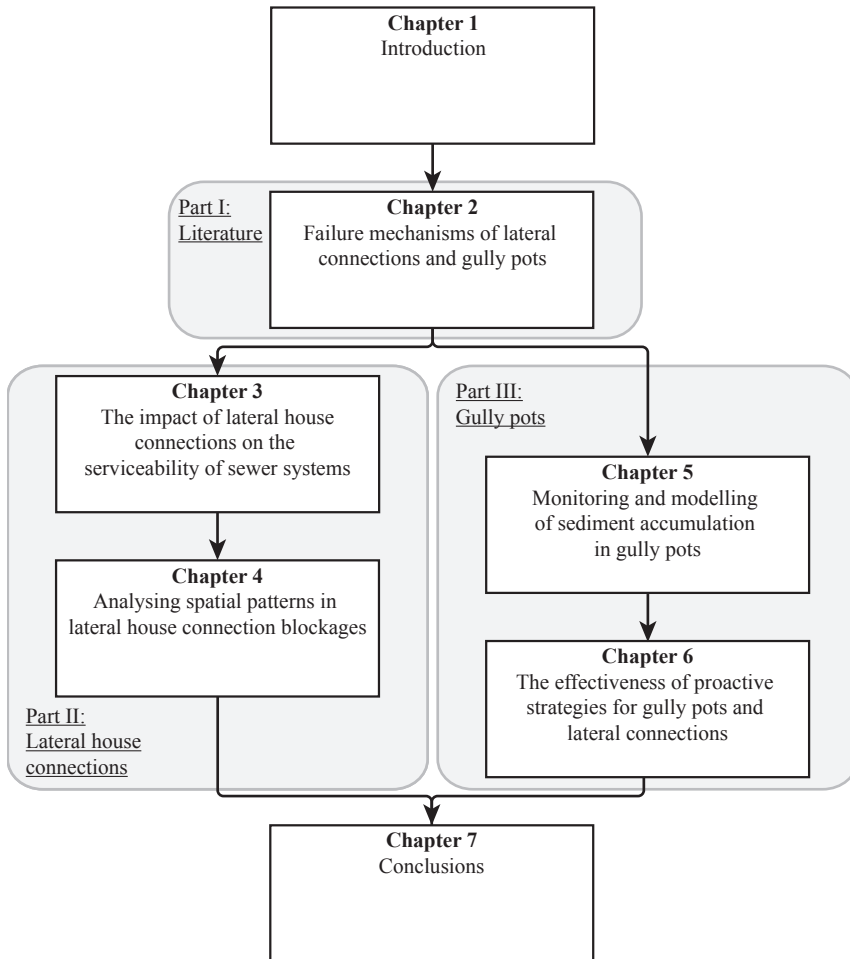 Chapter 1
Introduction
Part I:
Literature
Chapter 2
Failure mechanisms of lateral
connections and gully pots
Chapter 3
The impact of lateral house
connections on the
serviceability of sewer systems
Chapter 4
Analysing spatial patterns in
lateral house connection blockages
Part II:
Lateral house
connections
Part III:
Gully pots
Chapter 5
Monitoring and modelling
of sediment accumulation
in gully pots
Chapter 6
The effectiveness of proactive
strategies for gully pots and
lateral connections
Chapter 7
Conclusions